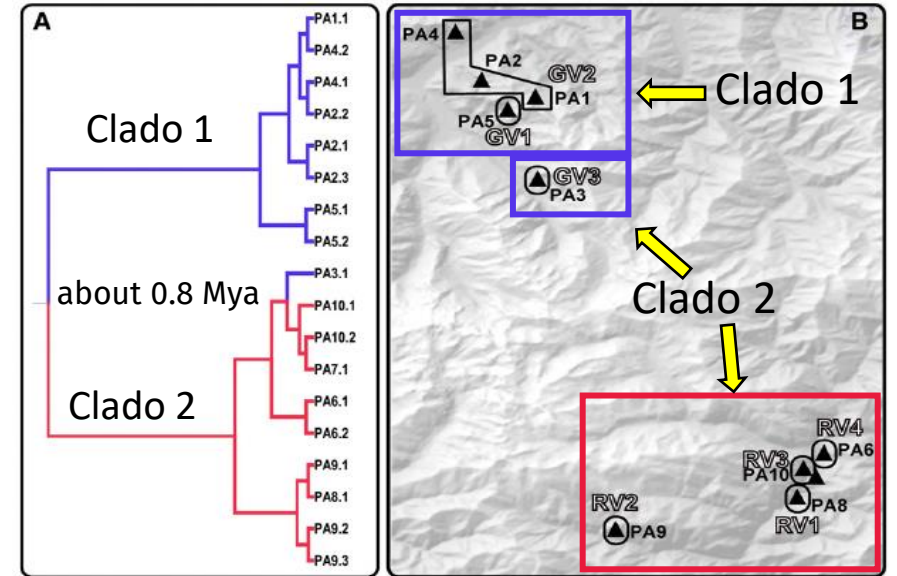 A
PA1.1
PA4.2
PA4.1
PA2.2
Clado 1
PA2.1
PA2.3
PA5.1
PA5.2
PA3.1
about 0.8 Mya
PA10.1
PA10.2
PA7.1
Clado 2
PA6.1
PA6.2
PA9.1
PA8.1
PA9.2
PA9.3
B
PA4
PA2
GV2
PA1
PA5
GV1
Clado 1
GV3
PA3
Clado 2
RV4
PA6
RV3
PA10
RV2
PA8
PA9
RV1